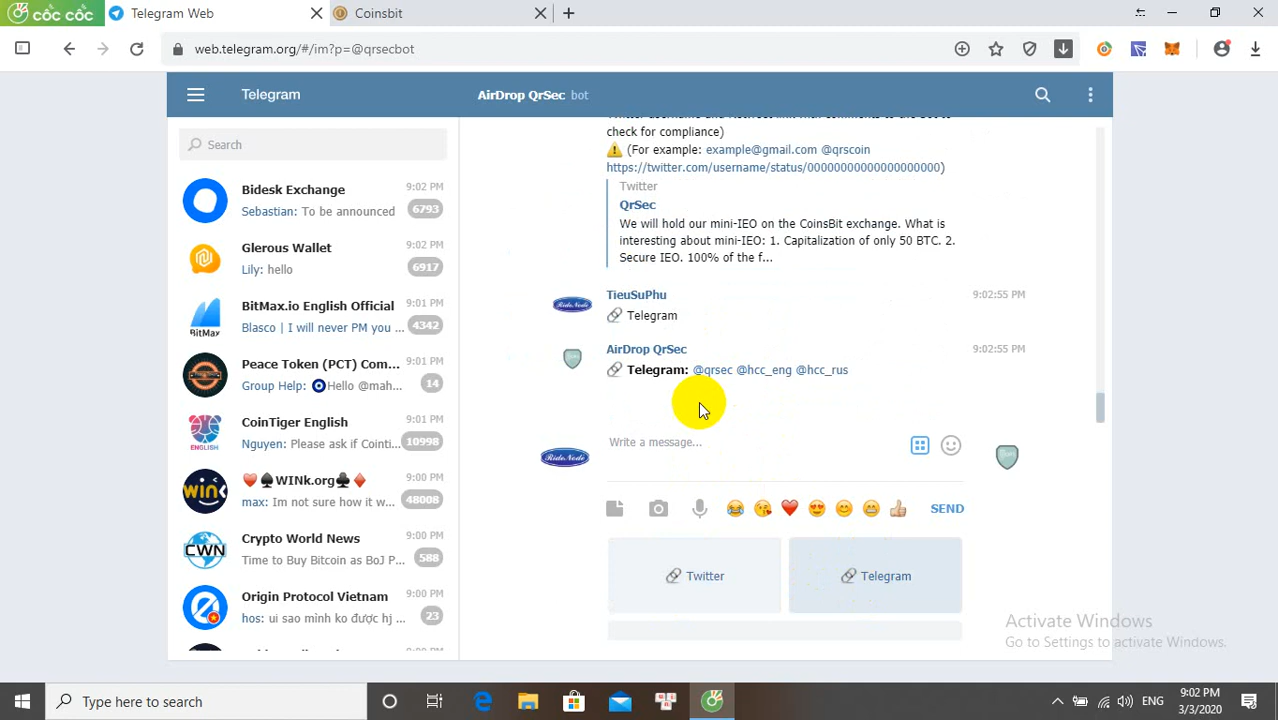 cốc cốc
Telegram Web
Coinsbit
web.telegram.org/#/im?p=@qrsecbot
Telegram
AirDrop QrSec bot
Search
Bidesk Exchange 9:02 PM
Sebastian: To be announced 6793
Glerous Wallet 9:02 PM
Lily: hello 6917
BitMax.io English Official 9:01 PM
Blasco | I will never PM you ... 4342
BitMax
Peace Token (PCT) Com... 9:01 PM
Group Help: 🧿Hello @mah... 14
CoinTiger English 9:01 PM
Nguyen: Please ask if Cointi... 10998
ENGLISH
❤️♠️WINk.org♣️♦️ 9:00 PM
max: Im not sure how it w... 48008
WIN
Crypto World News 9:00 PM
Time to Buy Bitcoin as BoJ P... 588
CWN
Origin Protocol Vietnam 9:00 PM
hos: ui sao mình ko được hj ... 23
check for compliance)
⚠️ (For example: example@gmail.com @qrscoin
https://twitter.com/username/status/00000000000000000000)
Twitter
QrSec
We will hold our mini-IEO on the CoinsBit exchange. What is
interesting about mini-IEO: 1. Capitalization of only 50 BTC. 2.
Secure IEO. 100% of the f...
TieuSuPhu 9:02:55 PM
🔗 Telegram
RideNode
AirDrop QrSec 9:02:55 PM
🔗 Telegram: @qrsec @hcc_eng @hcc_rus
Write a message...
RideNode
SEND
🔗 Twitter
🔗 Telegram
Activate Windows
Go to Settings to activate Windows.
Type here to search
ENG
9:02 PM
3/3/2020